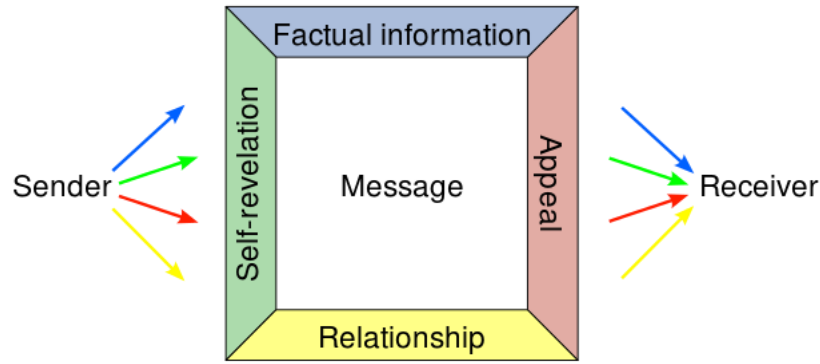 Factual information
Self-revelation
Sender
Message
Appeal
Receiver
Relationship